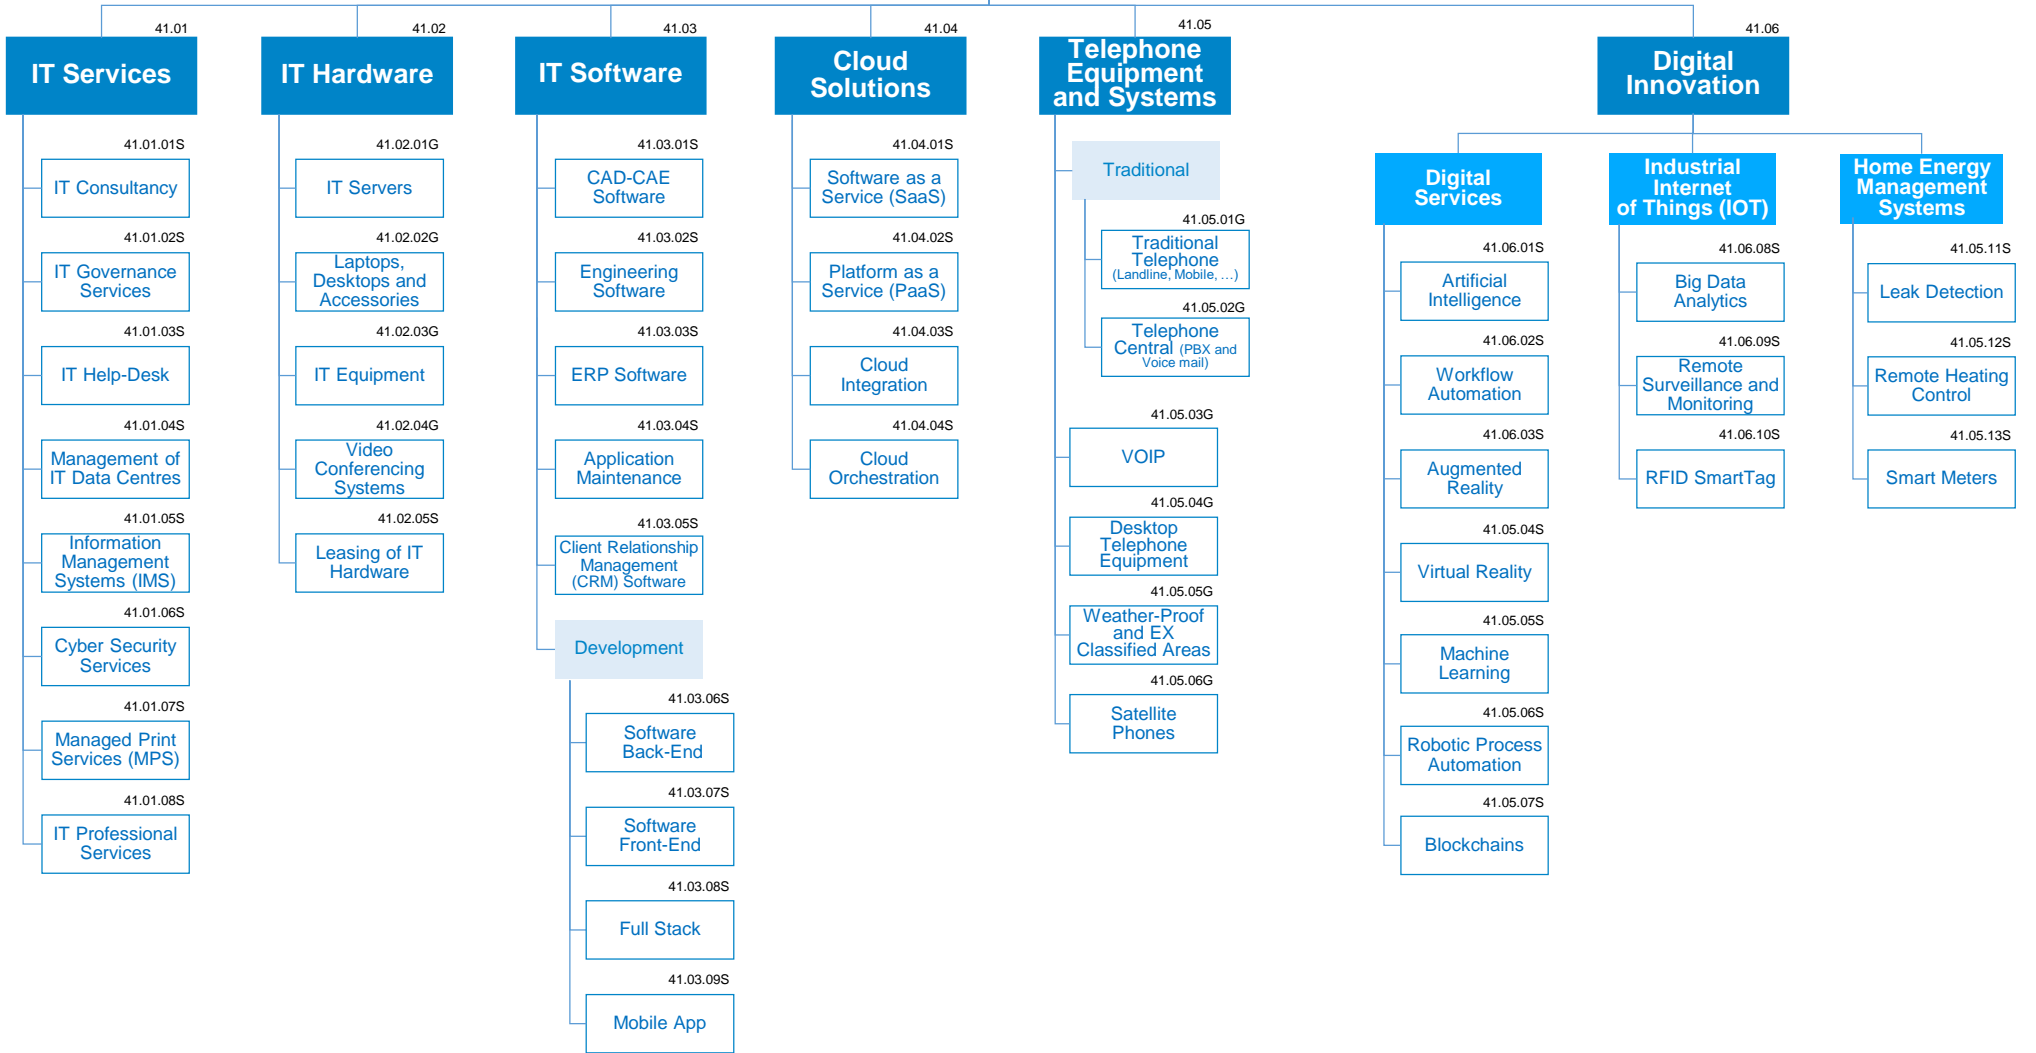 41.01
IT Services
41.01.01S
IT Consultancy
41.01.02S
IT Governance
Services
41.01.03S
IT Help-Desk
41.01.04S
Management of
IT Data Centres
41.01.05S
Information
Management
Systems (IMS)
41.01.06S
Cyber Security
Services
41.01.07S
Managed Print
Services (MPS)
41.01.08S
IT Professional
Services
41.02
IT Hardware
41.02.01G
IT Servers
41.02.02G
Laptops,
Desktops and
Accessories
41.02.03G
IT Equipment
41.02.04G
Video
Conferencing
Systems
41.02.05S
Leasing of IT
Hardware
41.03
IT Software
41.03.01S
CAD-CAE
Software
41.03.02S
Engineering
Software
41.03.03S
ERP Software
41.03.04S
Application
Maintenance
41.03.05S
Client Relationship
Management
(CRM) Software
Development
41.03.06S
Software
Back-End
41.03.07S
Software
Front-End
41.03.08S
Full Stack
41.03.09S
Mobile App
41.04
Cloud
Solutions
41.04.01S
Software as a
Service (SaaS)
41.04.02S
Platform as a
Service (PaaS)
41.04.03S
Cloud
Integration
41.04.04S
Cloud
Orchestration
41.05
Telephone
Equipment
and Systems
Traditional
41.05.01G
Traditional
Telephone
(Landline, Mobile, …)
41.05.02G
Telephone
Central (PBX and
Voice mail)
41.05.03G
VOIP
41.05.04G
Desktop
Telephone
Equipment
41.05.05G
Weather-Proof
and EX
Classified Areas
41.05.06G
Satellite
Phones
41.06
Digital
Innovation
Digital
Services
41.06.01S
Artificial
Intelligence
41.06.02S
Workflow
Automation
41.06.03S
Augmented
Reality
41.05.04S
Virtual Reality
41.05.05S
Machine
Learning
41.05.06S
Robotic Process
Automation
41.05.07S
Blockchains
Industrial
Internet
of Things (IOT)
41.06.08S
Big Data
Analytics
41.06.09S
Remote
Surveillance and
Monitoring
41.06.10S
RFID SmartTag
Home Energy
Management
Systems
41.05.11S
Leak Detection
41.05.12S
Remote Heating
Control
41.05.13S
Smart Meters